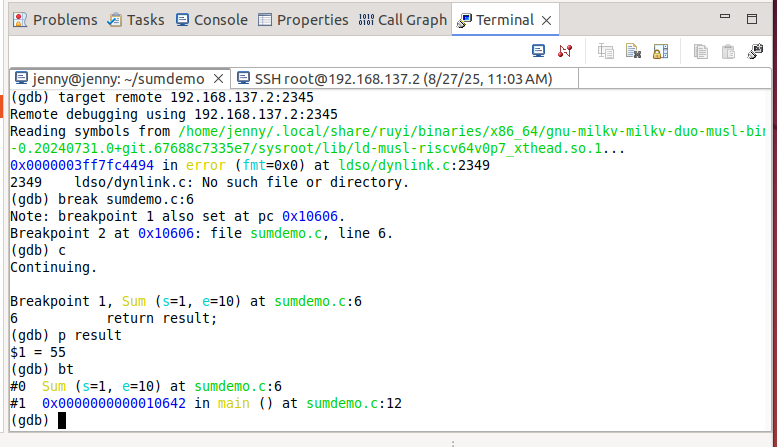 Problems Tasks Console Properties Call Graph Terminal
jenny@jenny: ~/sumdemo SSH root@192.168.137.2 (8/27/25, 11:03 AM)
(gdb) target remote 192.168.137.2:2345
Remote debugging using 192.168.137.2:2345
Reading symbols from /home/jenny/.local/share/ruyi/binaries/x86_64/gnu-milkv-milkv-duo-musl-bin
-0.20240731.0+git.67688c7335e7/sysroot/lib/ld-musl-riscv64v0p7_xthead.so.1...
0x0000003ff7fc4494 in error (fmt=0x0) at ldso/dynlink.c:2349
2349 ldso/dynlink.c: No such file or directory.
(gdb) break sumdemo.c:6
Note: breakpoint 1 also set at pc 0x10606.
Breakpoint 2 at 0x10606: file sumdemo.c, line 6.
(gdb) c
Continuing.
Breakpoint 1, Sum (s=1, e=10) at sumdemo.c:6
6 return result;
(gdb) p result
$1 = 55
(gdb) bt
#0 Sum (s=1, e=10) at sumdemo.c:6
#1 0x0000000000010642 in main () at sumdemo.c:12
(gdb)